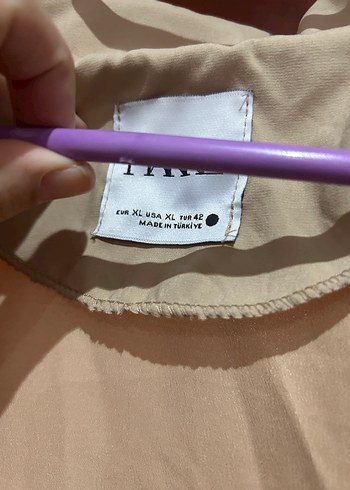 EUR XL USA XL TUR 42
MADE IN TÜRKİYE